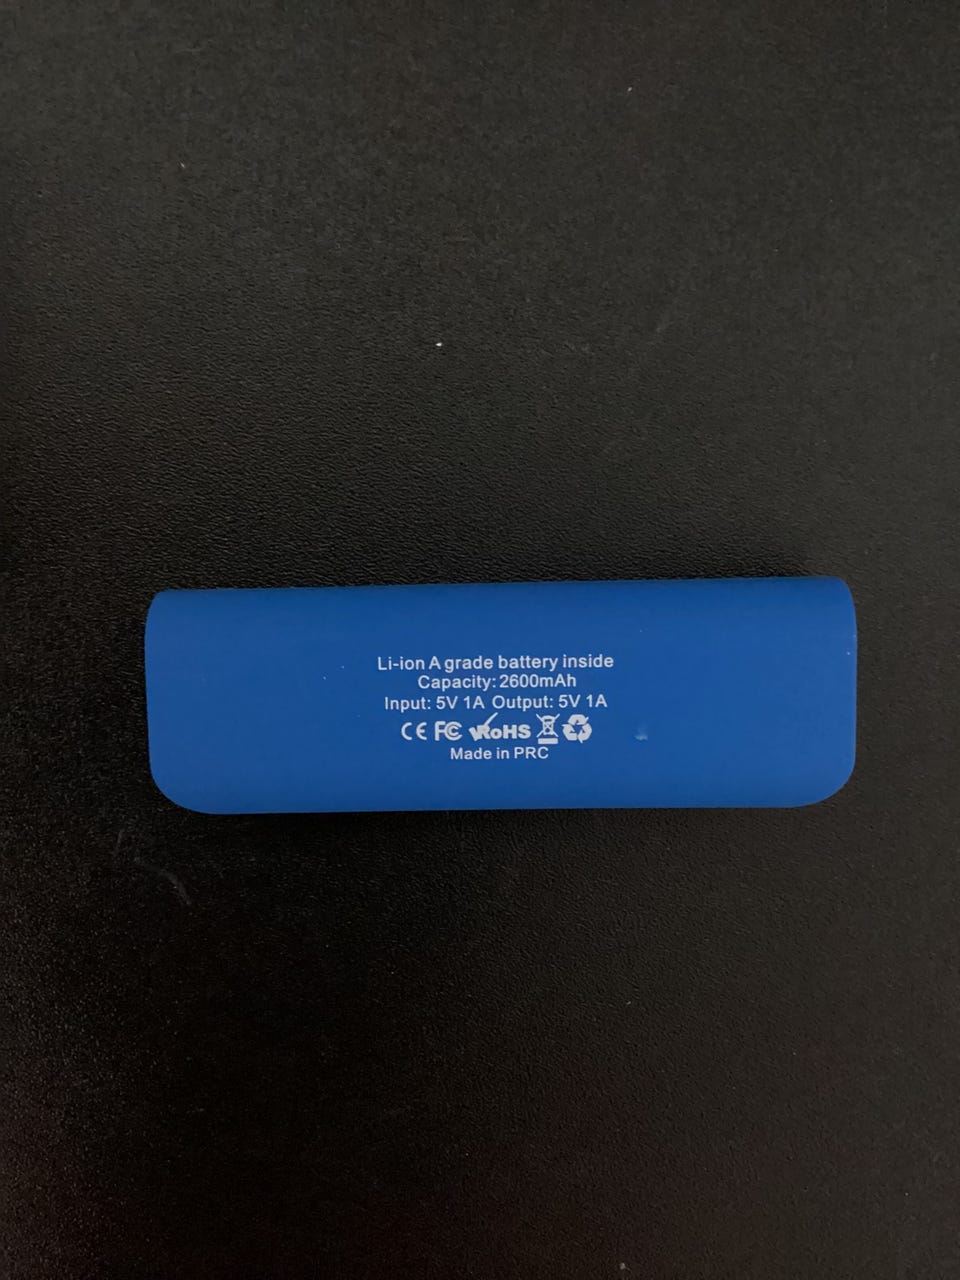 Li-ion A grade battery inside
Capacity: 2600mAh
Input: 5V 1A Output: 5V 1A
CE FC RoHS
Made in PRC